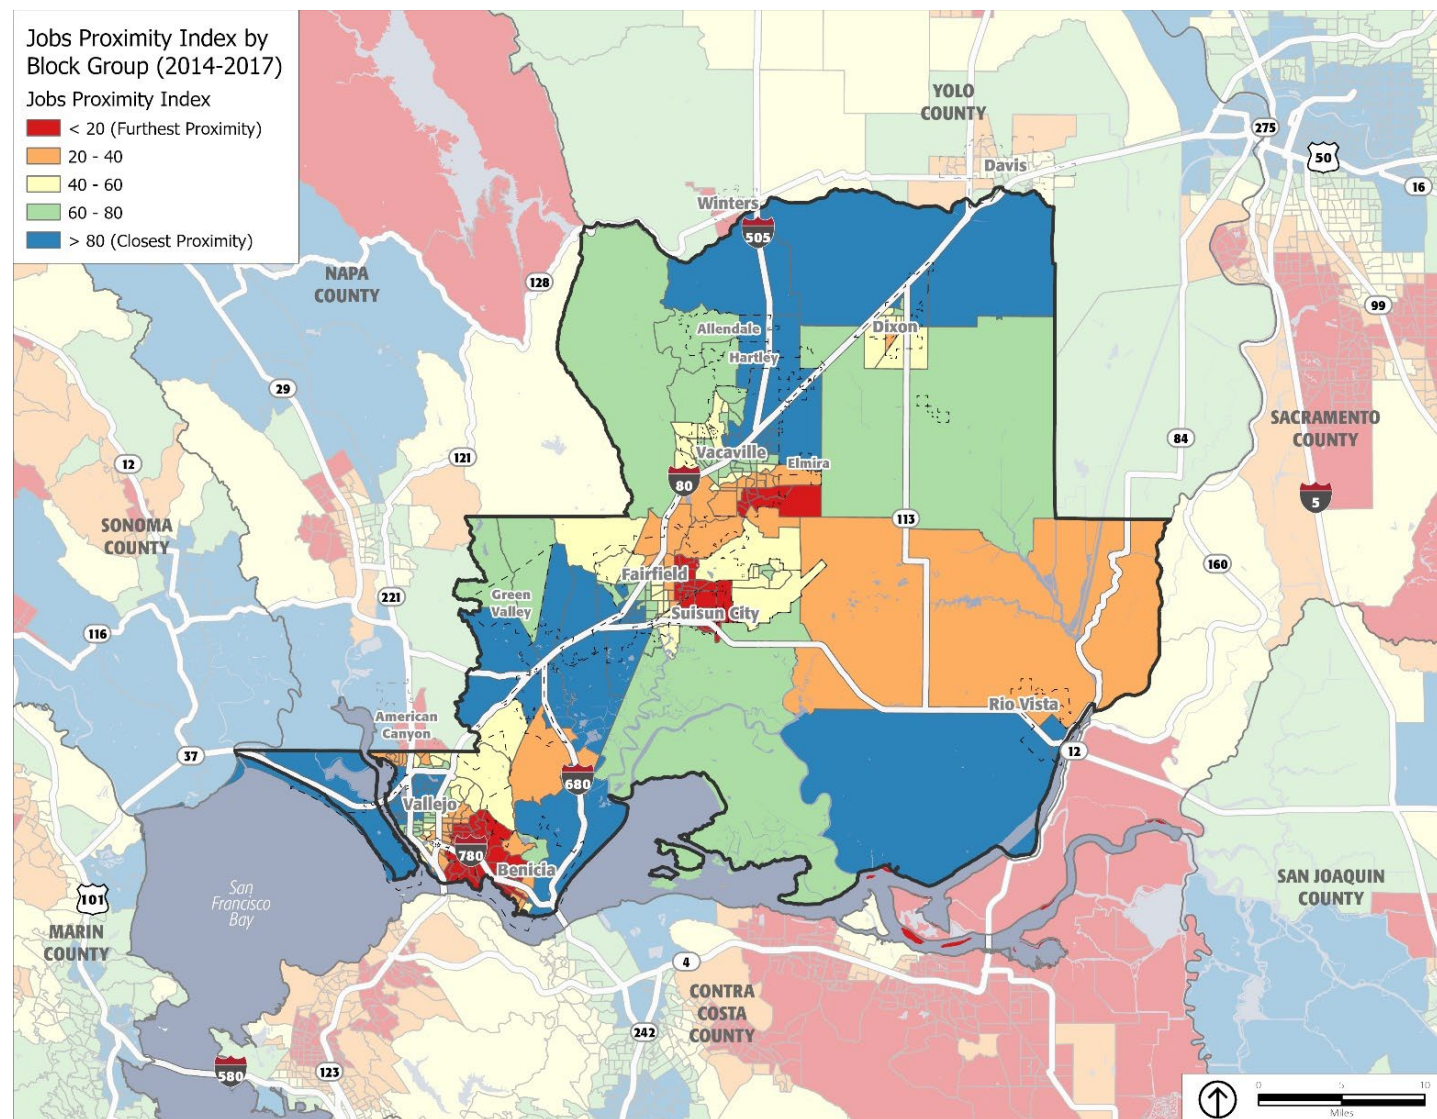 Jobs Proximity Index by
Block Group (2014-2017)
Jobs Proximity Index
< 20 (Furthest Proximity)
20 - 40
40 - 60
60 - 80
> 80 (Closest Proximity)
YOLO
COUNTY
275
50
16
Davis
Winters
505
NAPA
COUNTY
128
99
Allendale
Dixon
Hartley
29
SACRAMENTO
COUNTY
84
12
121
Vacaville
Elmira
80
5
SONOMA
COUNTY
113
160
Fairfield
Green
Valley
221
Suisun City
116
Rio Vista
American
Canyon
37
12
680
Vallejo
780
Benicia
San
Francisco
Bay
101
MARIN
COUNTY
SAN JOAQUIN
COUNTY
4
CONTRA
COSTA
COUNTY
242
580
123
0 5 10
Miles